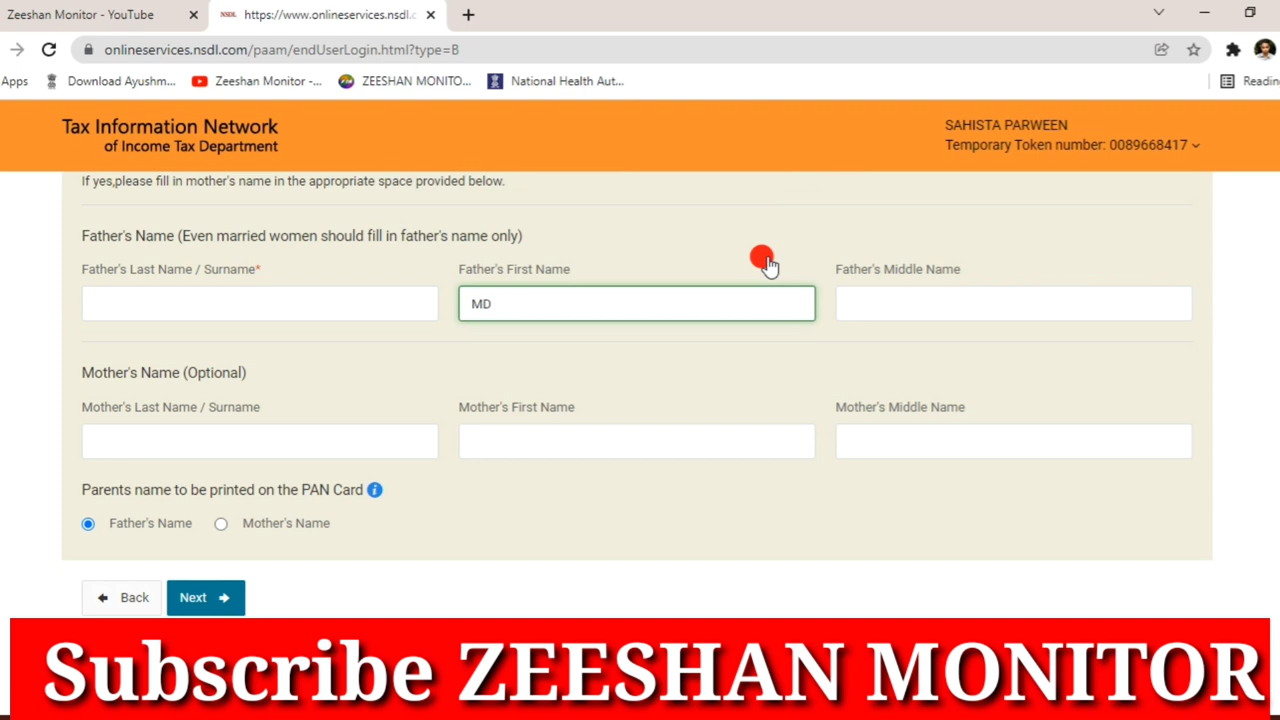 Zeeshan Monitor - YouTube
NSDL https://www.onlineservices.nsdl.c
onlineservices.nsdl.com/paam/endUserLogin.html?type=B
Apps Download Ayushm... Zeeshan Monitor -... ZEESHAN MONITO... National Health Aut... Readin
Tax Information Network
of Income Tax Department
SAHISTA PARWEEN
Temporary Token number: 0089668417
If yes,please fill in mother's name in the appropriate space provided below.
Father's Name (Even married women should fill in father's name only)
Father's Last Name / Surname* Father's First Name Father's Middle Name
MD
Mother's Name (Optional)
Mother's Last Name / Surname Mother's First Name Mother's Middle Name
Parents name to be printed on the PAN Card i
Father's Name Mother's Name
Back Next
Subscribe ZEESHAN MONITOR